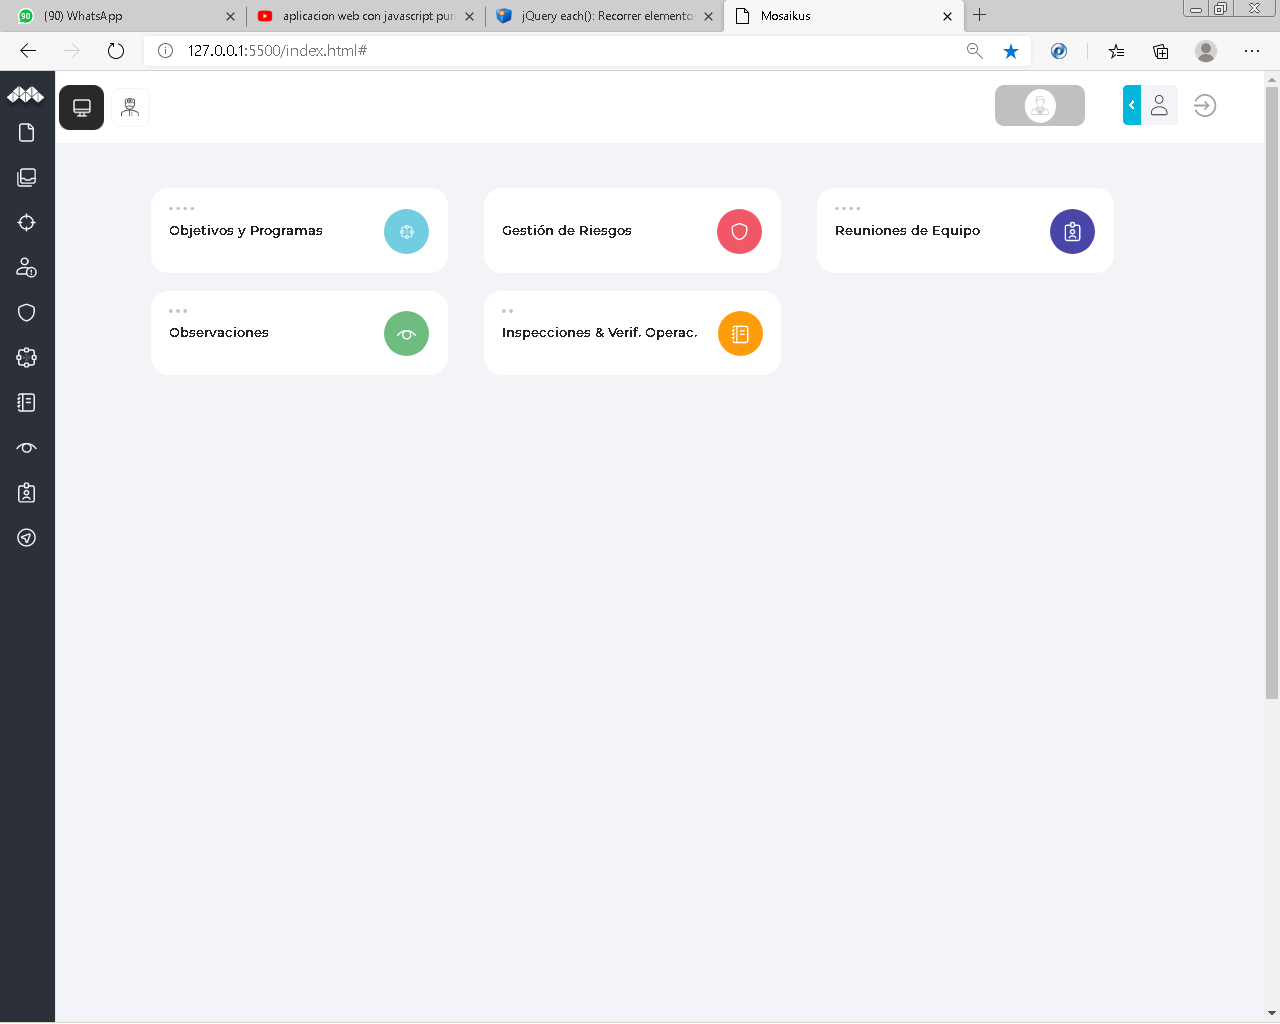 (90) WhatsApp
aplicacion web con javascript pur
jQuery each(): Recorrer elemento
Mosaikus
127.0.0.1:5500/index.html#
Objetivos y Programas
Gestión de Riesgos
Reuniones de Equipo
Observaciones
Inspecciones & Verif. Operac.